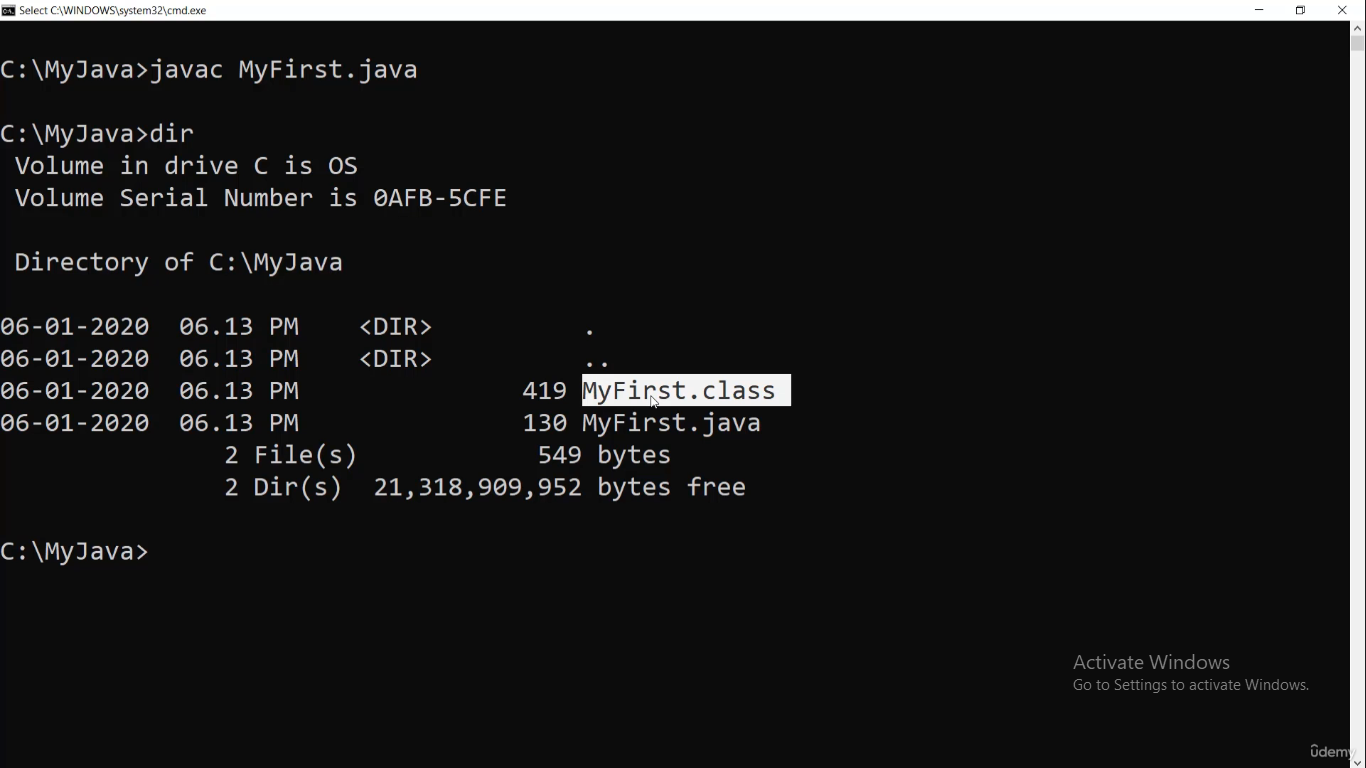 Select C:\WINDOWS\system32\cmd.exe
C:\MyJava>javac MyFirst.java
C:\MyJava>dir
Volume in drive C is OS
Volume Serial Number is 0AFB-5CFE
Directory of C:\MyJava
06-01-2020 06.13 PM <DIR> .
06-01-2020 06.13 PM <DIR> ..
06-01-2020 06.13 PM 419 MyFirst.class
06-01-2020 06.13 PM 130 MyFirst.java
2 File(s) 549 bytes
2 Dir(s) 21,318,909,952 bytes free
C:\MyJava>
Activate Windows
Go to Settings to activate Windows.
ûdemy